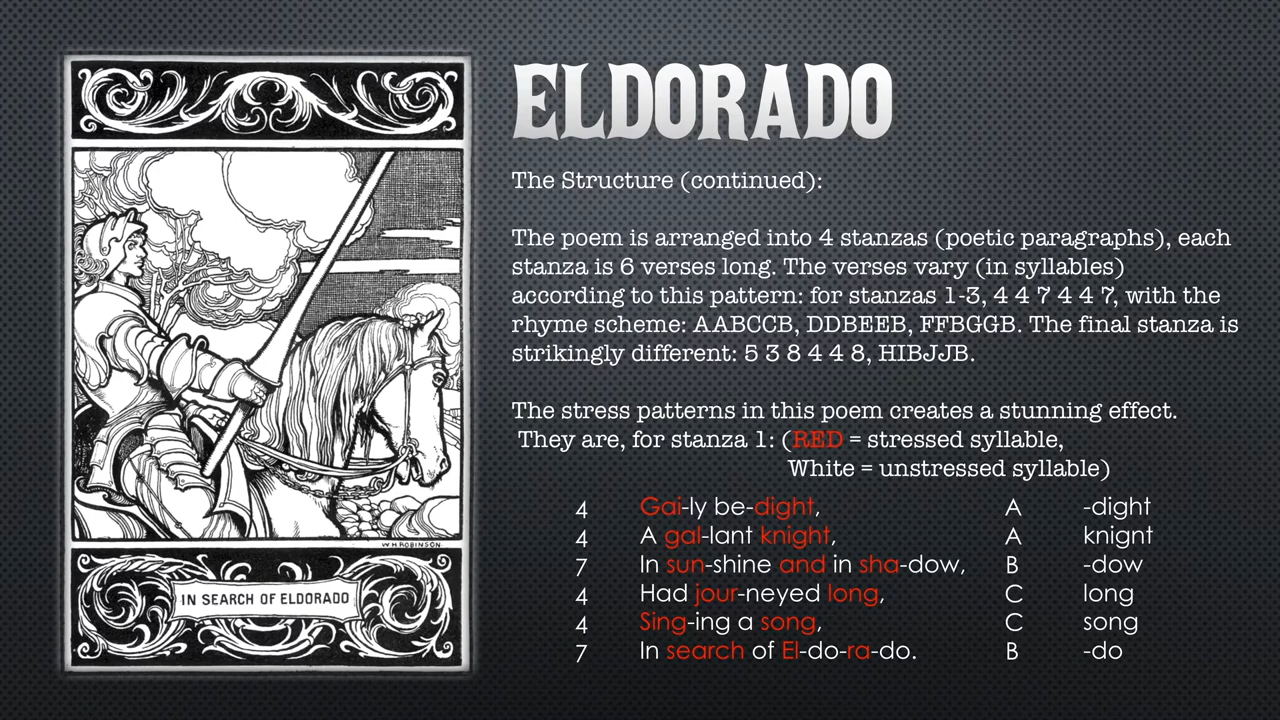 ELDORADO
The Structure (continued):
The poem is arranged into 4 stanzas (poetic paragraphs), each
stanza is 6 verses long. The verses vary (in syllables)
according to this pattern: for stanzas 1-3, 4 4 7 4 4 7, with the
rhyme scheme: AABCCB, DDBEEB, FFBGGB. The final stanza is
strikingly different: 5 3 8 4 4 8, HIBJJB.
The stress patterns in this poem creates a stunning effect.
They are, for stanza 1: (RED = stressed syllable,
White = unstressed syllable)
4 Gai-ly be-dight, A -dight
4 A gal-lant knight, A knignt
7 In sun-shine and in sha-dow, B -dow
4 Had jour-neyed long, C long
4 Sing-ing a song, C song
7 In search of El-do-ra-do. B -do
W.H.ROBINSON
IN SEARCH OF ELDORADO